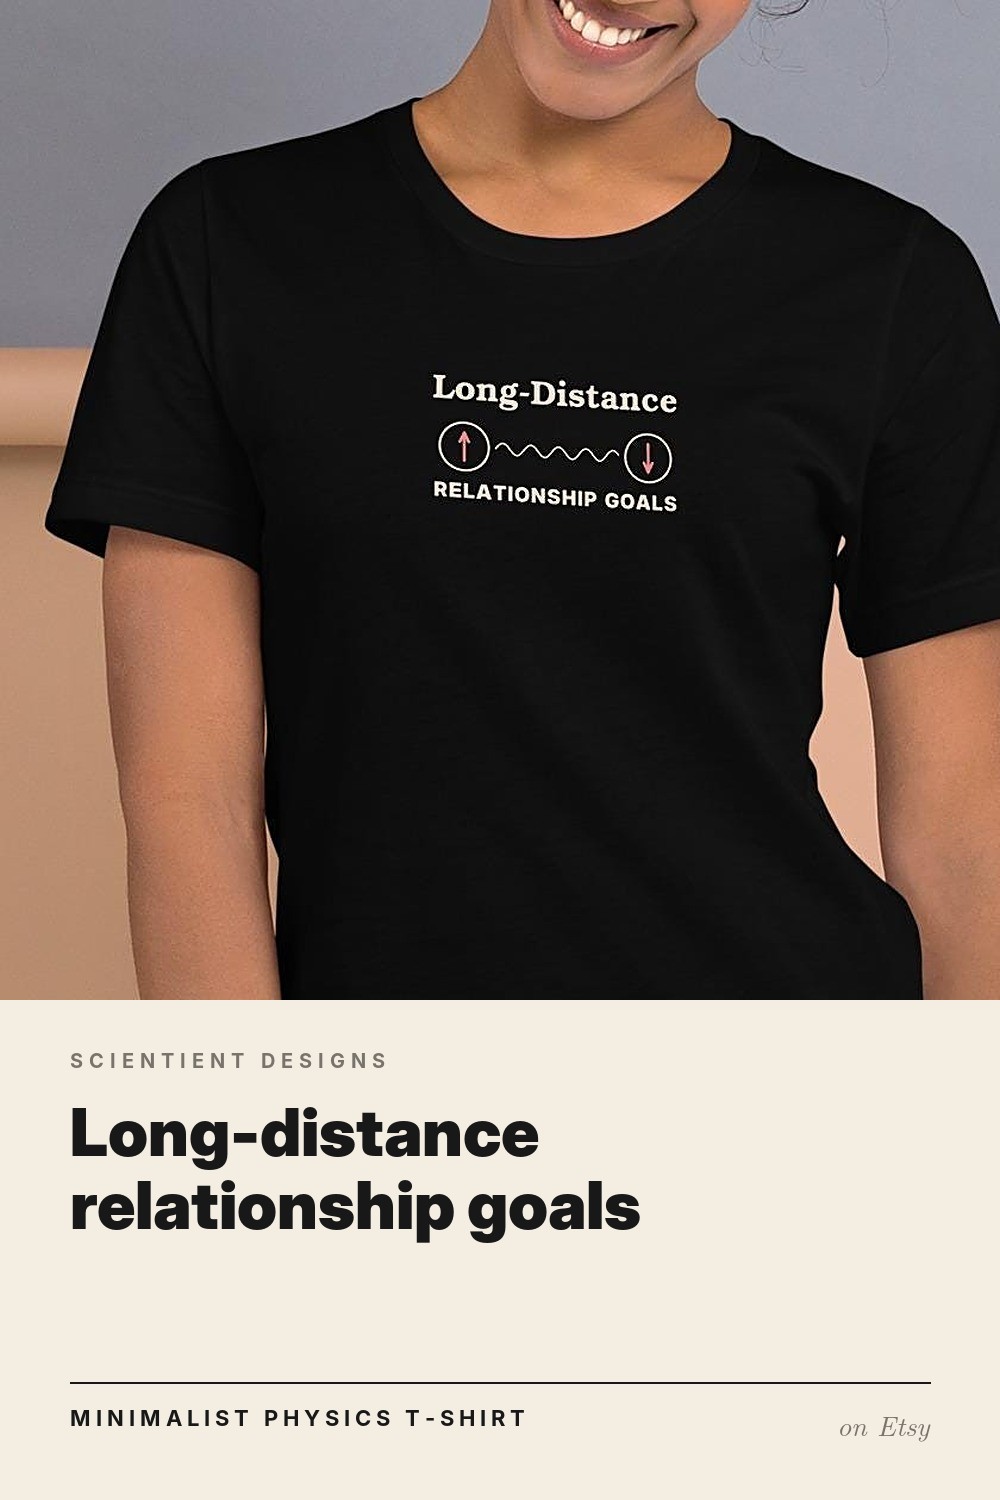 Long-Distance
RELATIONSHIP GOALS
SCIENTIENT DESIGNS
Long-distance
relationship goals
MINIMALIST PHYSICS T-SHIRT
on Etsy